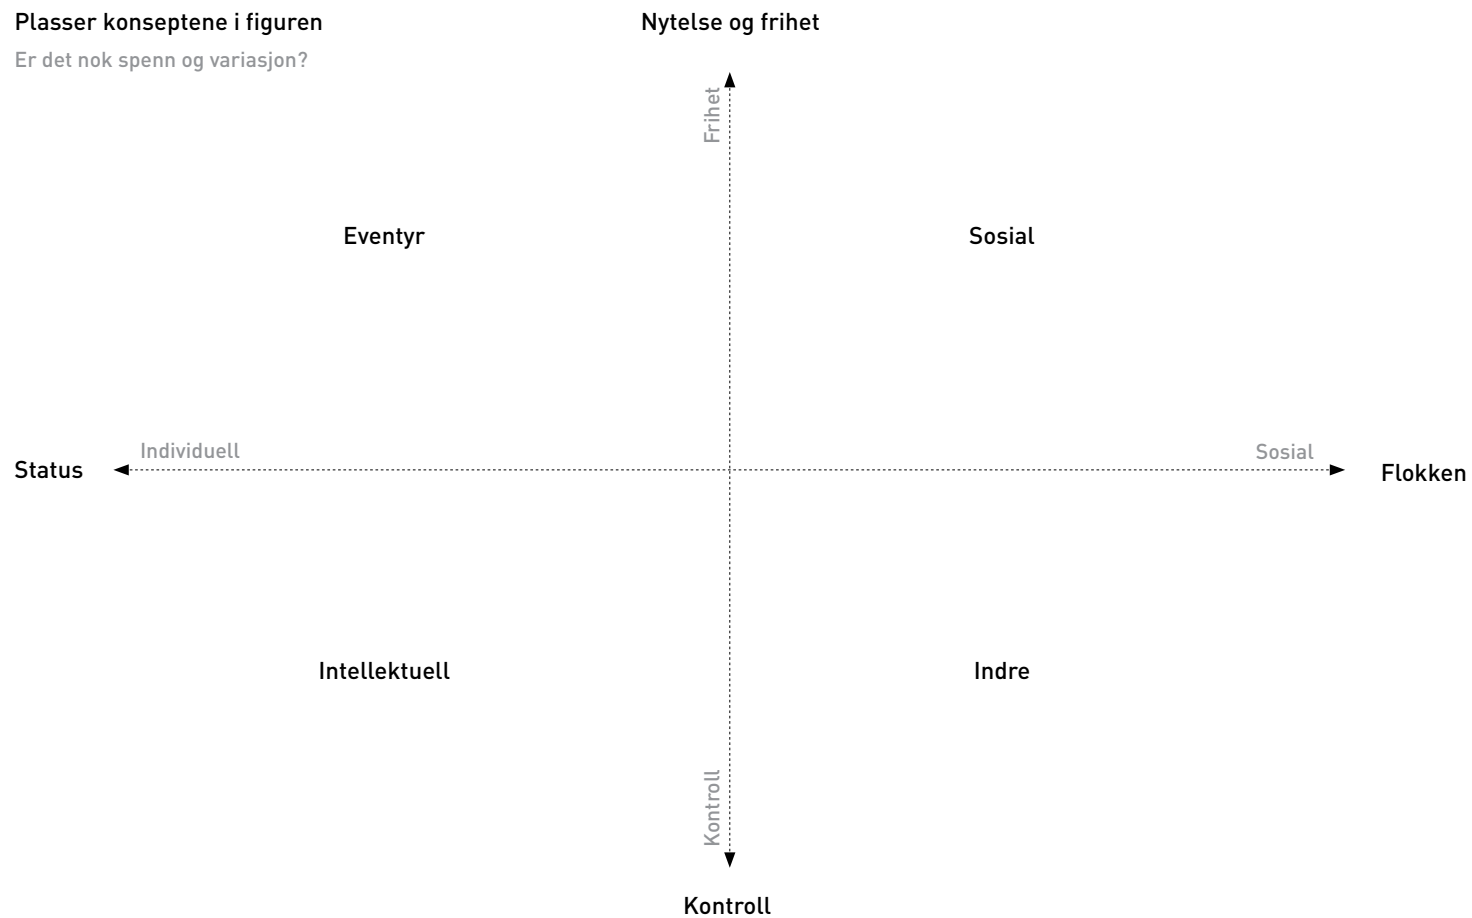 Plasser konseptene i figuren
Nytelse og frihet
Er det nok spenn og variasjon?
Frihet
Eventyr
Sosial
Individuell
Sosial
Status
Flokken
Intellektuell
Indre
Kontroll
Kontroll